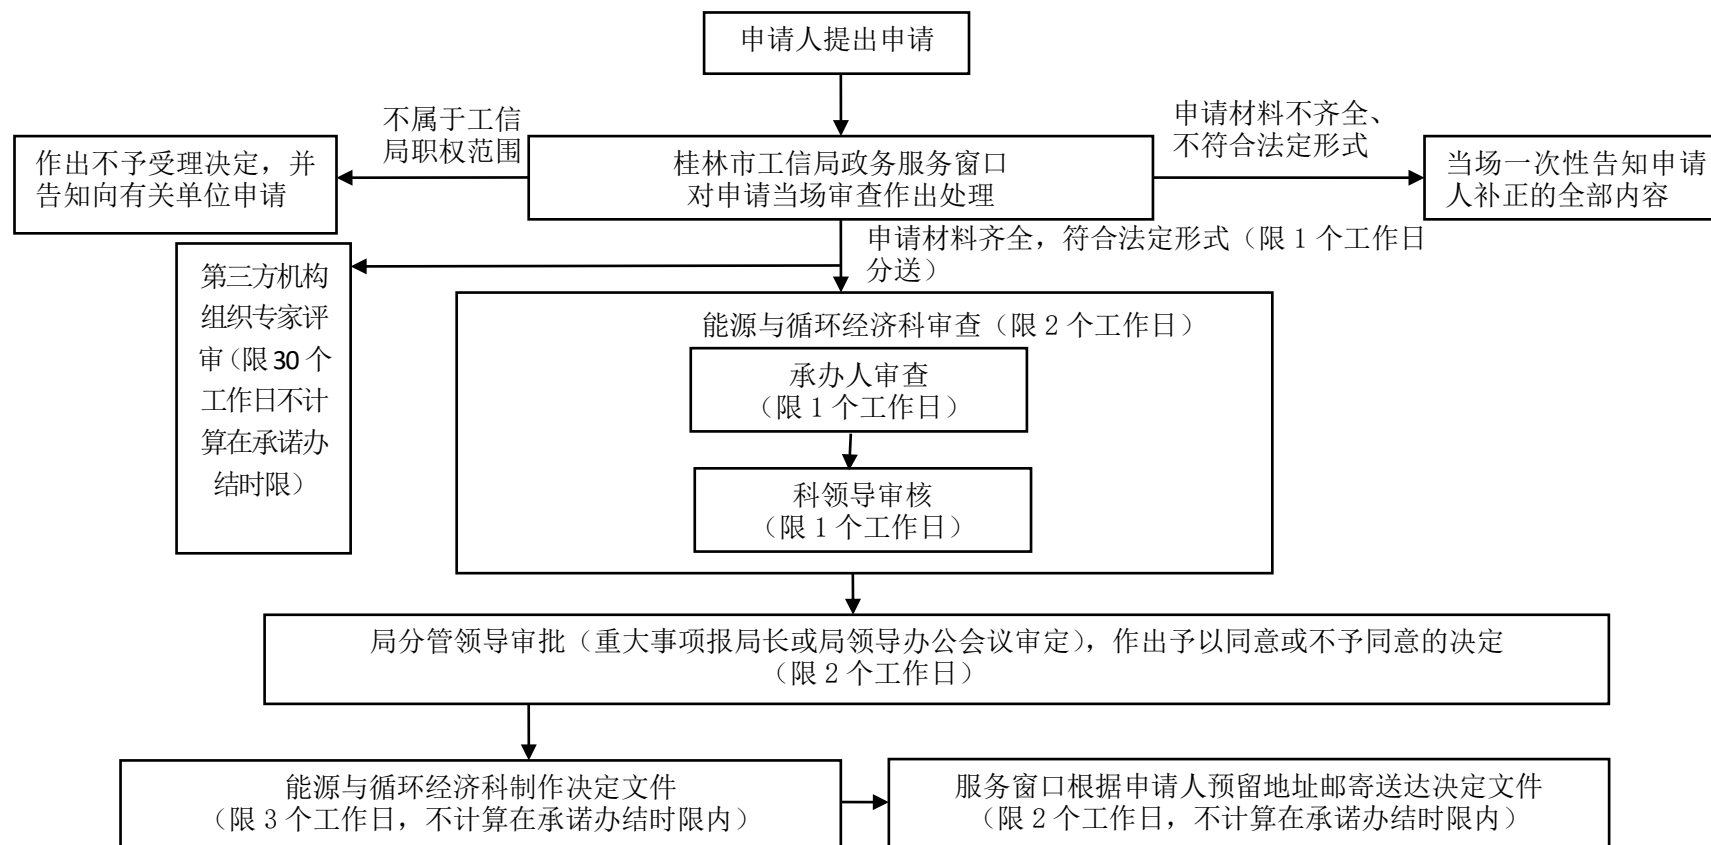 申请人提出申请
不属于工信
局职权范围
申请材料不齐全、
不符合法定形式
作出不予受理决定，并
告知向有关单位申请
桂林市工信局政务服务窗口
对申请当场审查作出处理
当场一次性告知申请
人补正的全部内容
申请材料齐全，符合法定形式（限 1 个工作日
分送）
第三方机构
组织专家评
审（限 30 个
工作日不计
算在承诺办
结时限）
能源与循环经济科审查（限 2 个工作日）
承办人审查
（限 1 个工作日）
科领导审核
（限 1 个工作日）
局分管领导审批（重大事项报局长或局领导办公会议审定），作出予以同意或不予同意的决定
（限 2 个工作日）
能源与循环经济科制作决定文件
（限 3 个工作日，不计算在承诺办结时限内）
服务窗口根据申请人预留地址邮寄送达决定文件
（限 2 个工作日，不计算在承诺办结时限内）